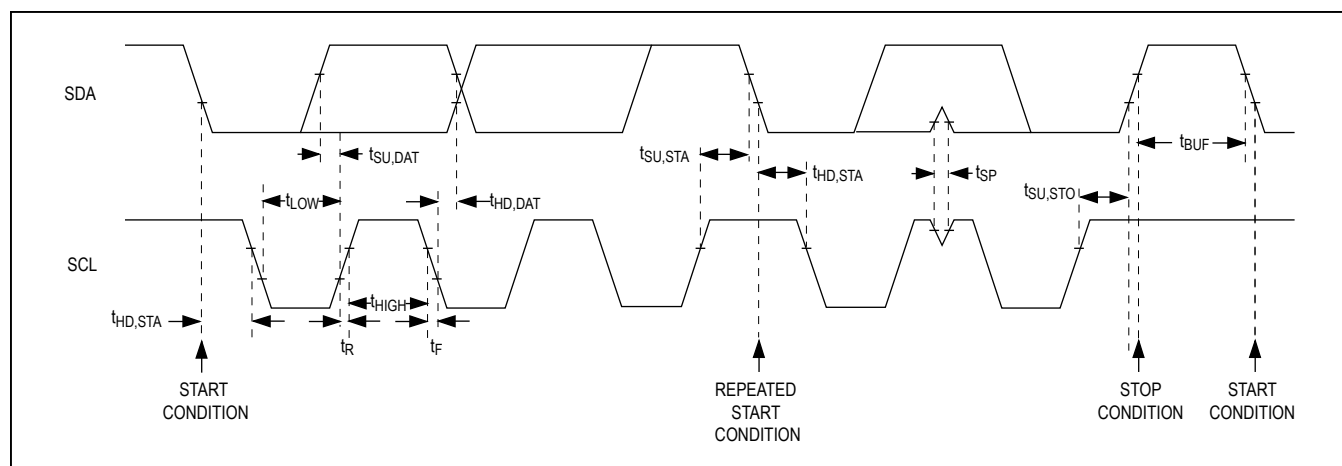 SDA
tSU,DAT
tSU,STA
tHD,STA
tSP
tBUF
tSU,STO
tLOW
tHD,DAT
SCL
tHIGH
tHD,STA
tR
tF
START
CONDITION
REPEATED
START
CONDITION
STOP
CONDITION
START
CONDITION